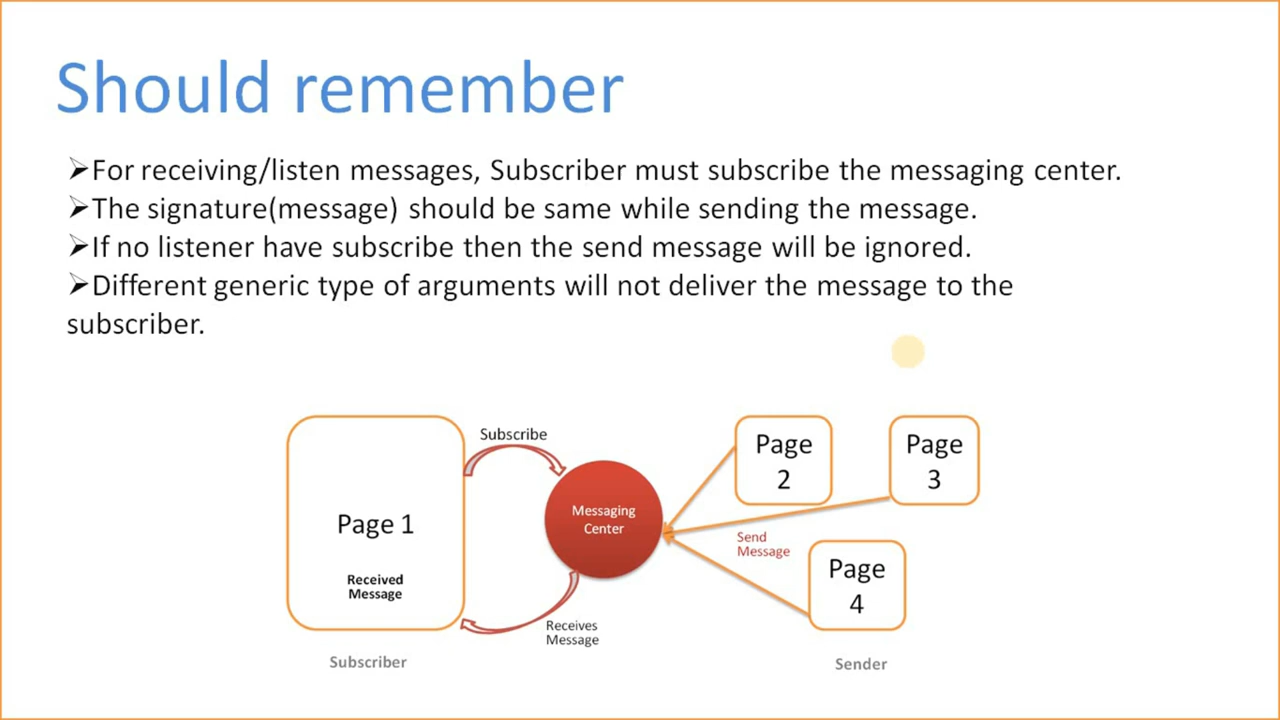 Should remember
➢For receiving/listen messages, Subscriber must subscribe the messaging center.
➢The signature(message) should be same while sending the message.
➢If no listener have subscribe then the send message will be ignored.
➢Different generic type of arguments will not deliver the message to the
subscriber.
Subscribe
Page 1
Received
Message
Messaging
Center
Receives
Message
Page
2
Page
3
Send
Message
Page
4
Subscriber
Sender